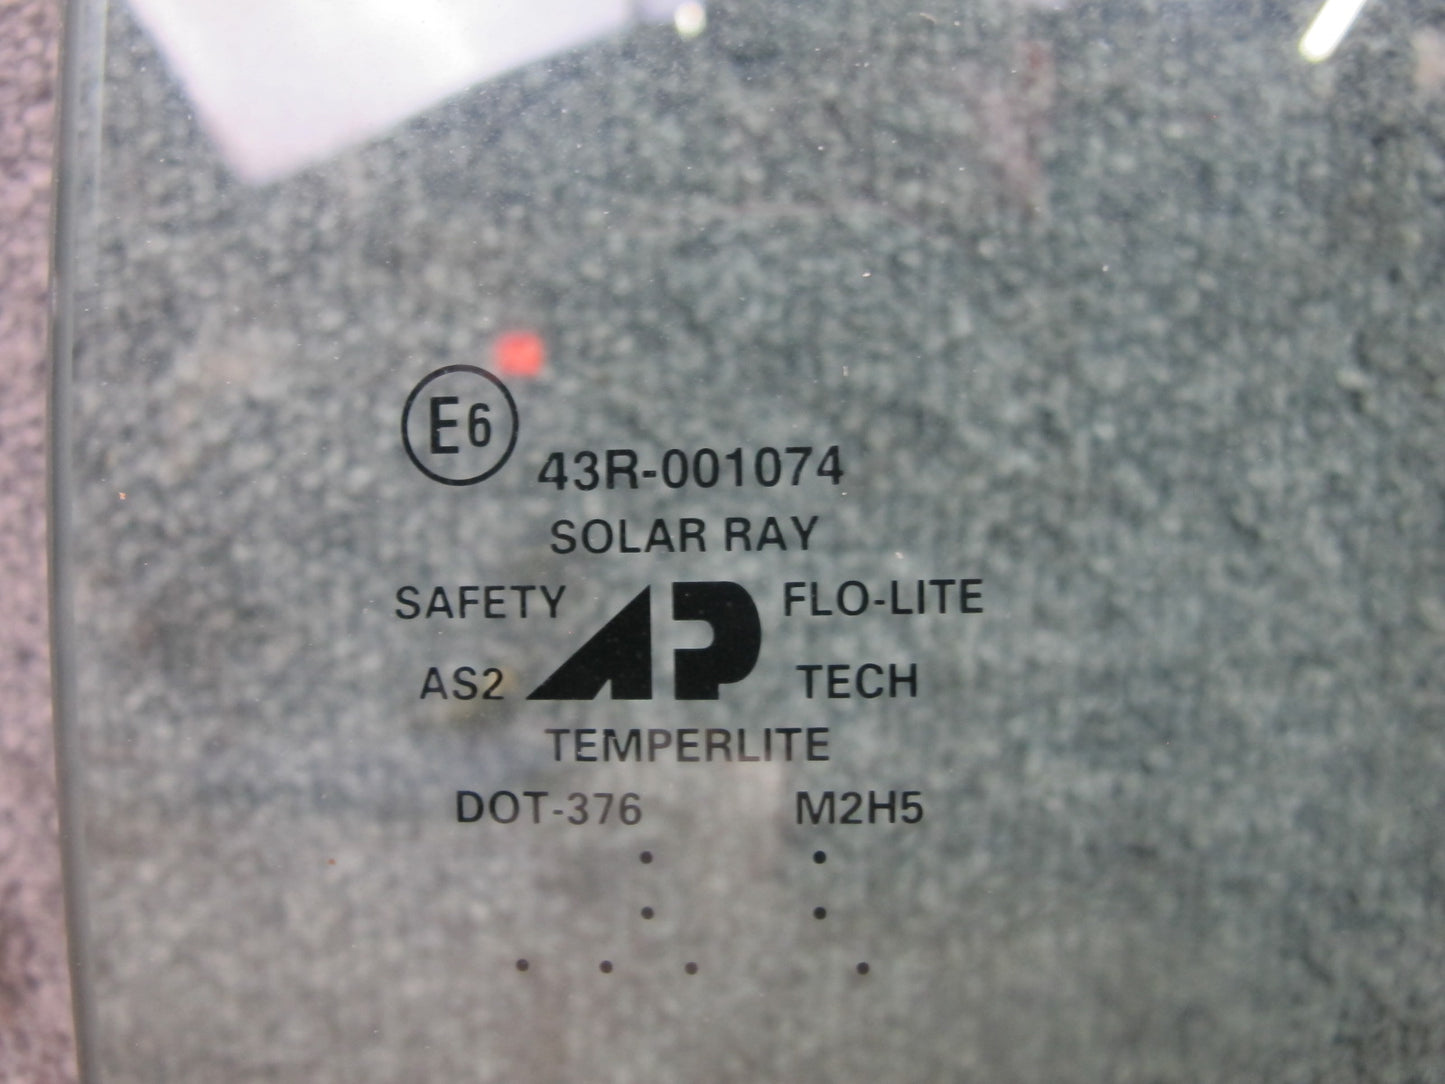 E6
43R-001074
SOLAR RAY
SAFETY AP FLO-LITE
AS2 TECH
TEMPERLITE
DOT-376 M2H5